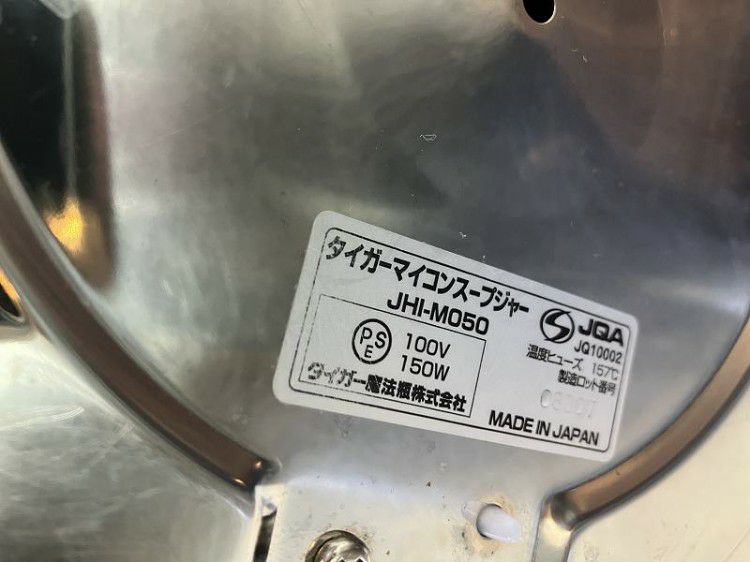 タイガーマイコンスープジャー
JHI-M050
PSE
100V
150W
タイガー魔法瓶株式会社
JQA
JQ10002
温度ヒューズ 157℃
製造ロット番号
MADE IN JAPAN